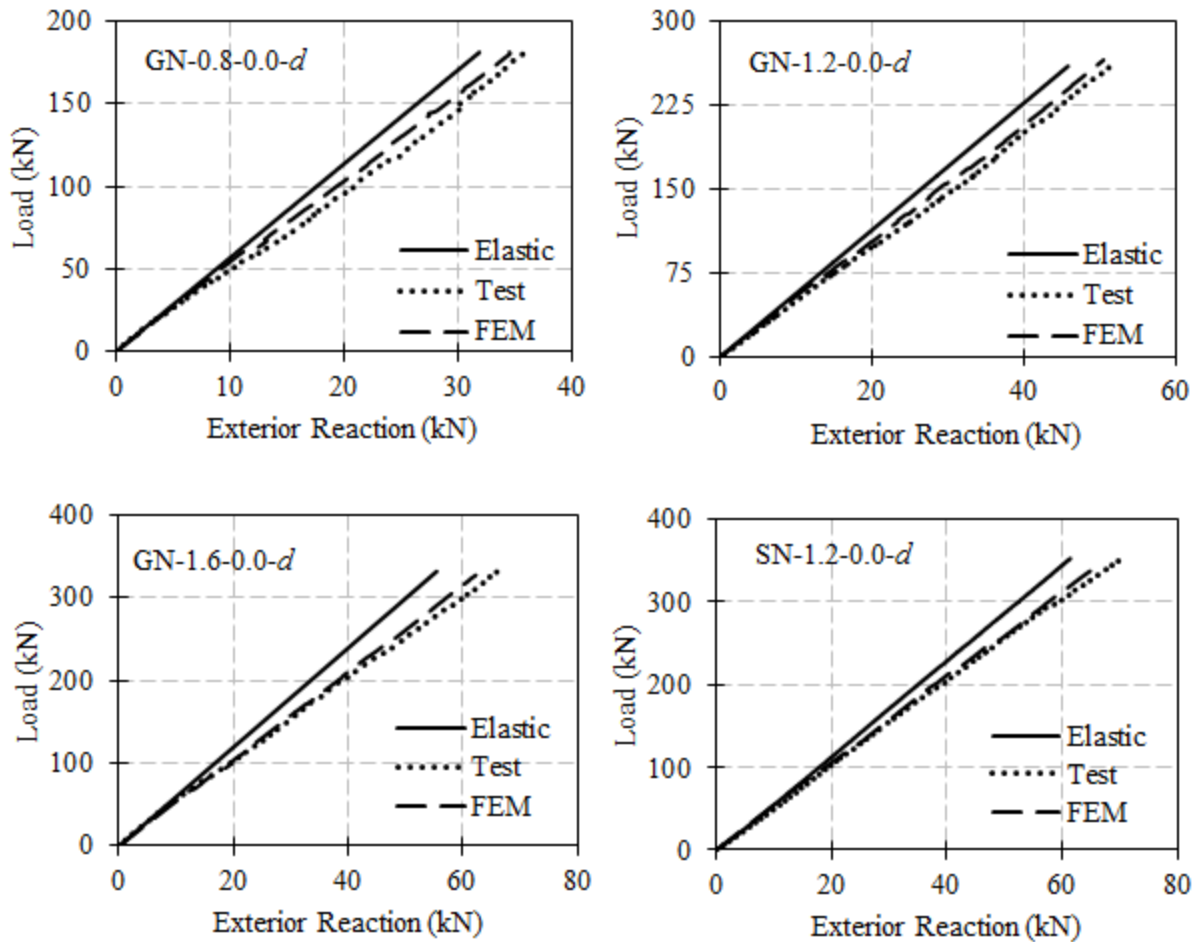 200
GN-0.8-0.0-d
150
100
50
0
Load (kN)
Elastic
Test
FEM
0 10 20 30 40
Exterior Reaction (kN)
300
GN-1.2-0.0-d
225
150
75
0
Load (kN)
Elastic
Test
FEM
0 20 40 60
Exterior Reaction (kN)
400
GN-1.6-0.0-d
300
200
100
0
Load (kN)
Elastic
Test
FEM
0 20 40 60 80
Exterior Reaction (kN)
400
SN-1.2-0.0-d
300
200
100
0
Load (kN)
Elastic
Test
FEM
0 20 40 60 80
Exterior Reaction (kN)